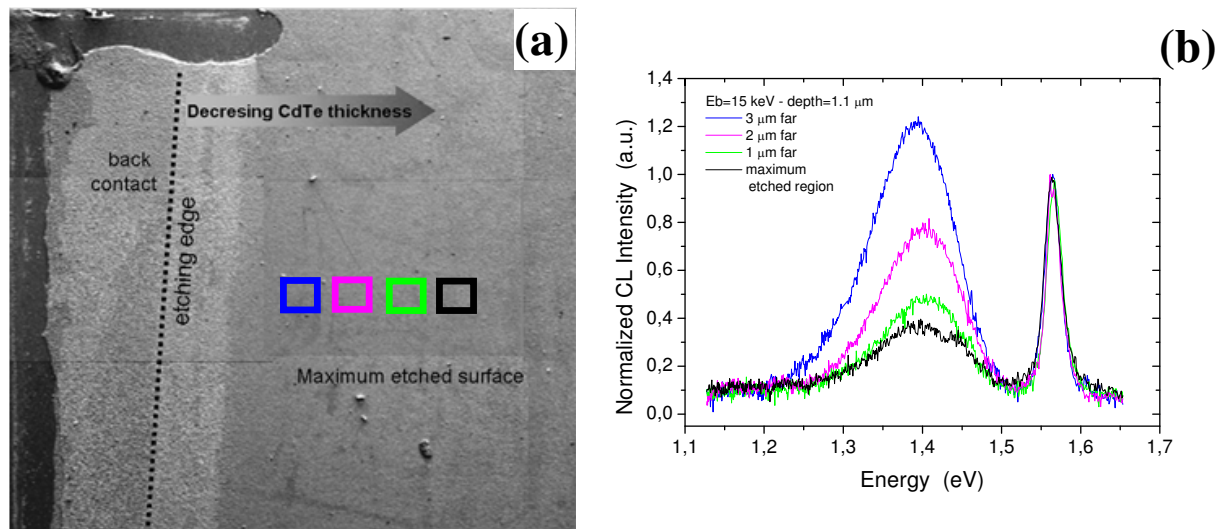 (a)
Decresing CdTe thickness
back
contact
etching edge
Maximum etched surface
(b)
Normalized CL Intensity (a.u.)
1,4
1,2
1,0
0,8
0,6
0,4
0,2
0,0
Eb=15 keV - depth=1.1 μm
3 μm far
2 μm far
1 μm far
maximum
etched region
1,1 1,2 1,3 1,4 1,5 1,6 1,7
Energy (eV)